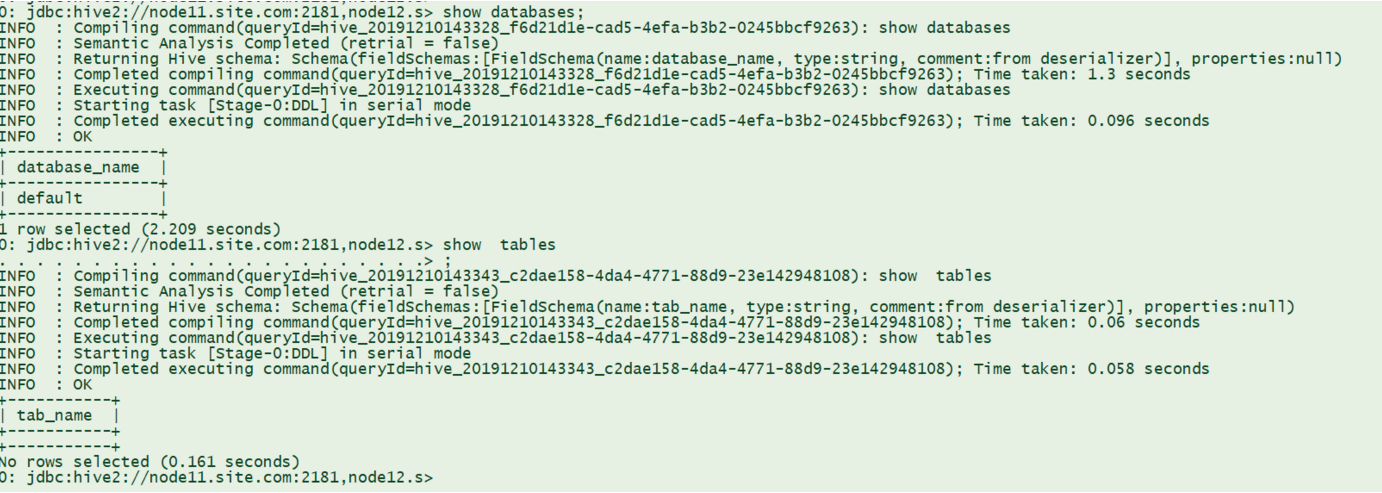 0: jdbc:hive2://node11.site.com:2181,node12.s> show databases;
INFO  : Compiling command(queryId=hive_20191210143328_f6d21d1e-cad5-4efa-b3b2-0245bbcf9263): show databases
INFO  : Semantic Analysis Completed (retrial = false)
INFO  : Returning Hive schema: Schema(fieldSchemas:[FieldSchema(name:database_name, type:string, comment:from deserializer)], properties:null)
INFO  : Completed compiling command(queryId=hive_20191210143328_f6d21d1e-cad5-4efa-b3b2-0245bbcf9263); Time taken: 1.3 seconds
INFO  : Executing command(queryId=hive_20191210143328_f6d21d1e-cad5-4efa-b3b2-0245bbcf9263): show databases
INFO  : Starting task [Stage-0:DDL] in serial mode
INFO  : Completed executing command(queryId=hive_20191210143328_f6d21d1e-cad5-4efa-b3b2-0245bbcf9263); Time taken: 0.096 seconds
INFO  : OK
+----------------+
| database_name  |
+----------------+
| default        |
+----------------+
1 row selected (2.209 seconds)
0: jdbc:hive2://node11.site.com:2181,node12.s> show  tables
. . . . . . . . . . . . . . . . . . . . . . .> ;
INFO  : Compiling command(queryId=hive_20191210143343_c2dae158-4da4-4771-88d9-23e142948108): show  tables
INFO  : Semantic Analysis Completed (retrial = false)
INFO  : Returning Hive schema: Schema(fieldSchemas:[FieldSchema(name:tab_name, type:string, comment:from deserializer)], properties:null)
INFO  : Completed compiling command(queryId=hive_20191210143343_c2dae158-4da4-4771-88d9-23e142948108); Time taken: 0.06 seconds
INFO  : Executing command(queryId=hive_20191210143343_c2dae158-4da4-4771-88d9-23e142948108): show  tables
INFO  : Starting task [Stage-0:DDL] in serial mode
INFO  : Completed executing command(queryId=hive_20191210143343_c2dae158-4da4-4771-88d9-23e142948108); Time taken: 0.058 seconds
INFO  : OK
+-----------+
| tab_name  |
+-----------+
+-----------+
No rows selected (0.161 seconds)
0: jdbc:hive2://node11.site.com:2181,node12.s>